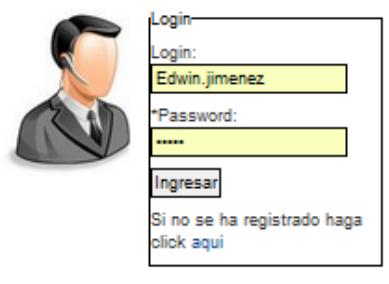 Login
Login:
Edwin.jimenez
*Password:
•••••
Ingresar
Si no se ha registrado haga
click aqui